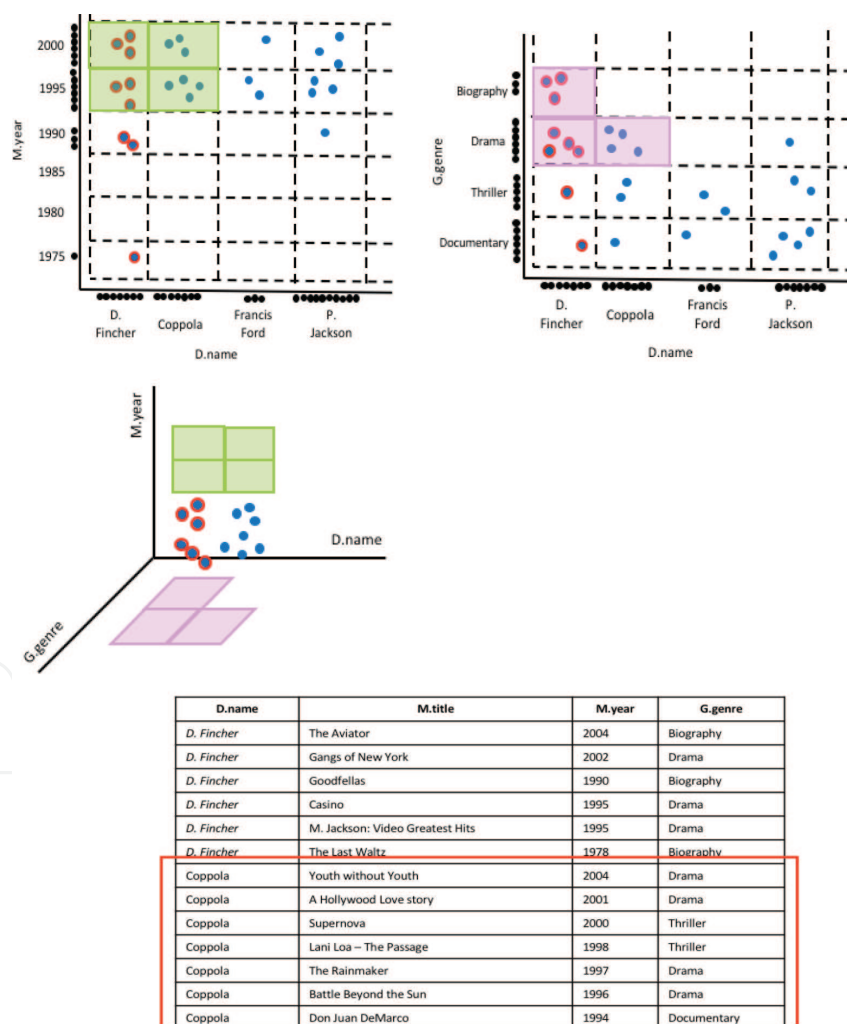 2000
1995
1990
1985
1980
1975
M.year
D. Fincher
Coppola
Francis Ford
P. Jackson
D.name
Biography
Drama
Thriller
Documentary
G.genre
D. Fincher
Coppola
Francis Ford
P. Jackson
D.name
M.year
D.name
G.genre
D.name M.title M.year G.genre
D. Fincher The Aviator 2004 Biography
D. Fincher Gangs of New York 2002 Drama
D. Fincher Goodfellas 1990 Biography
D. Fincher Casino 1995 Drama
D. Fincher M. Jackson: Video Greatest Hits 1995 Drama
D. Fincher The Last Waltz 1978 Biography
Coppola Youth without Youth 2004 Drama
Coppola A Hollywood Love story 2001 Drama
Coppola Supernova 2000 Thriller
Coppola Lani Loa – The Passage 1998 Thriller
Coppola The Rainmaker 1997 Drama
Coppola Battle Beyond the Sun 1996 Drama
Coppola Don Juan DeMarco 1994 Documentary